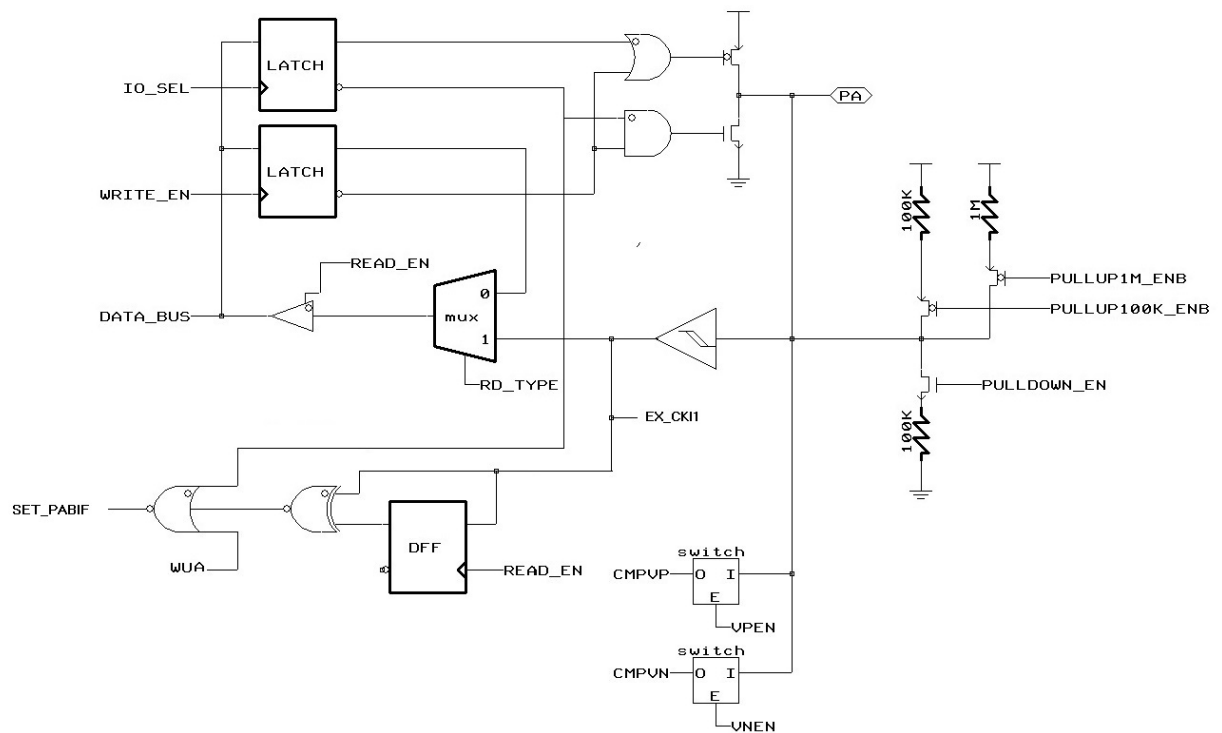 LATCH
IO_SEL
PA
LATCH
WRITE_EN
100K
1M
READ_EN
PULLUP1M_ENB
0
DATA_BUS
mux
PULLUP100K_ENB
1
RD_TYPE
PULLDOWN_EN
EX_CKI1
100K
SET_PABIF
DFF
WUA
READ_EN
switch
CMPVP
O I
E
VPEN
switch
CMPVN
O I
E
VNEN